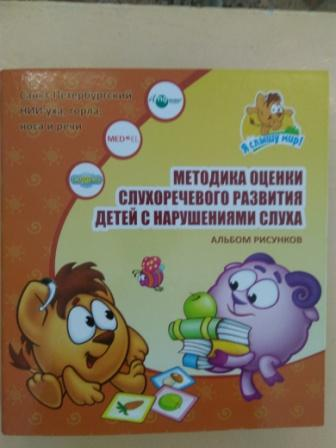 Санкт-Петербургский
НИИ уха, горла,
носа и речи
MED°EL
Я слышу мир!
МЕТОДИКА ОЦЕНКИ
СЛУХОРЕЧЕВОГО РАЗВИТИЯ
ДЕТЕЙ С НАРУШЕНИЯМИ СЛУХА
АЛЬБОМ РИСУНКОВ